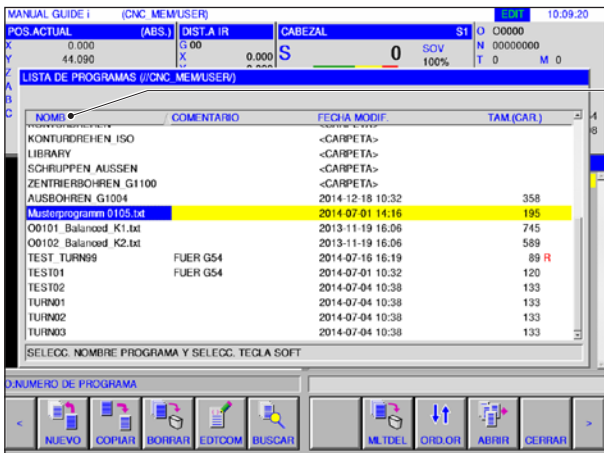 MANUAL GUIDE i (CNC_MEM/USER) EDIT 10:09.20
POS.ACTUAL (ABS.) DIST.A IR CABEZAL S1 O O0000
X 0.000 G 00 N 00000000
Y 44.090 X 0.000 S 0 SOV 100% T 0 M 0
Z
LISTA DE PROGRAMAS (//CNC_MEM/USER/)
A
B
C
NOMB COMENTARIO FECHA MODIF. TAM.(CAR.)
KONTURDREHEN_ISO <CARPETA>
LIBRARY <CARPETA>
SCHRUPPEN_AUSSEN <CARPETA>
ZENTRIERBOHREN_G1100 <CARPETA>
AUSBOHREN_G1004 2014-12-18 10:32 358
Musterprogramm 0105.txt 2014-07-01 14:16 195
O0101_Balanced_K1.txt 2013-11-19 16:06 745
O0102_Balanced_K2.txt 2013-11-19 16:06 589
TEST_TURN99 FUER G54 2014-07-16 16:19 89 R
TEST01 FUER G54 2014-07-01 10:32 120
TEST02 2014-07-04 10:38 133
TURN01 2014-07-04 10:38 133
TURN02 2014-07-04 10:38 133
TURN03 2014-07-04 10:38 133
SELECC. NOMBRE PROGRAMA Y SELECC. TECLA SOFT
O:NUMERO DE PROGRAMA
< NUEVO COPIAR BORRAR EDTCOM BUSCAR MLTDEL ORD.OR ABRIR CERRAR >